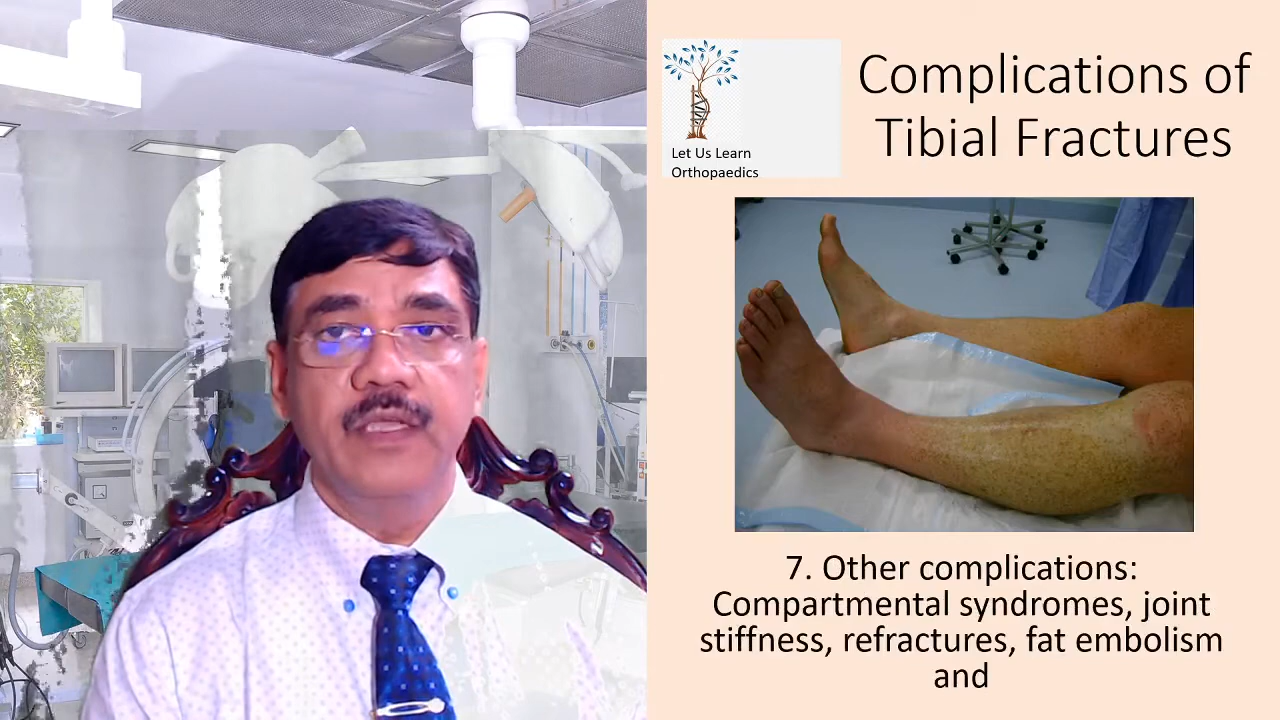 Let Us Learn
Orthopaedics
Complications of
Tibial Fractures
7. Other complications:
Compartmental syndromes, joint
stiffness, refractures, fat embolism
and